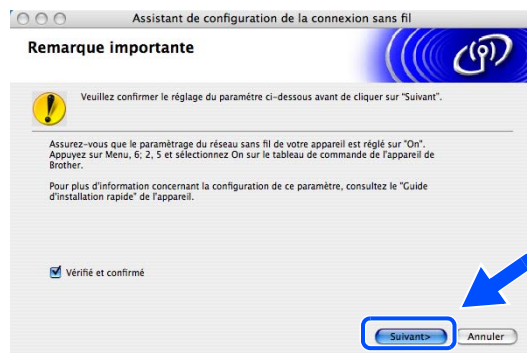 Assistant de configuration de la connexion sans fil
Remarque importante
Veuillez confirmer le réglage du paramètre ci-dessous avant de cliquer sur "Suivant".
Assurez-vous que le paramètrage du réseau sans fil de votre appareil est réglé sur "On".
Appuyez sur Menu, 6; 2, 5 et sélectionnez On sur le tableau de commande de l'appareil de
Brother.
Pour plus d'information concernant la configuration de ce paramètre, consultez le "Guide
d'installation rapide" de l'appareil.
Vérifié et confirmé
Suivant>
Annuler